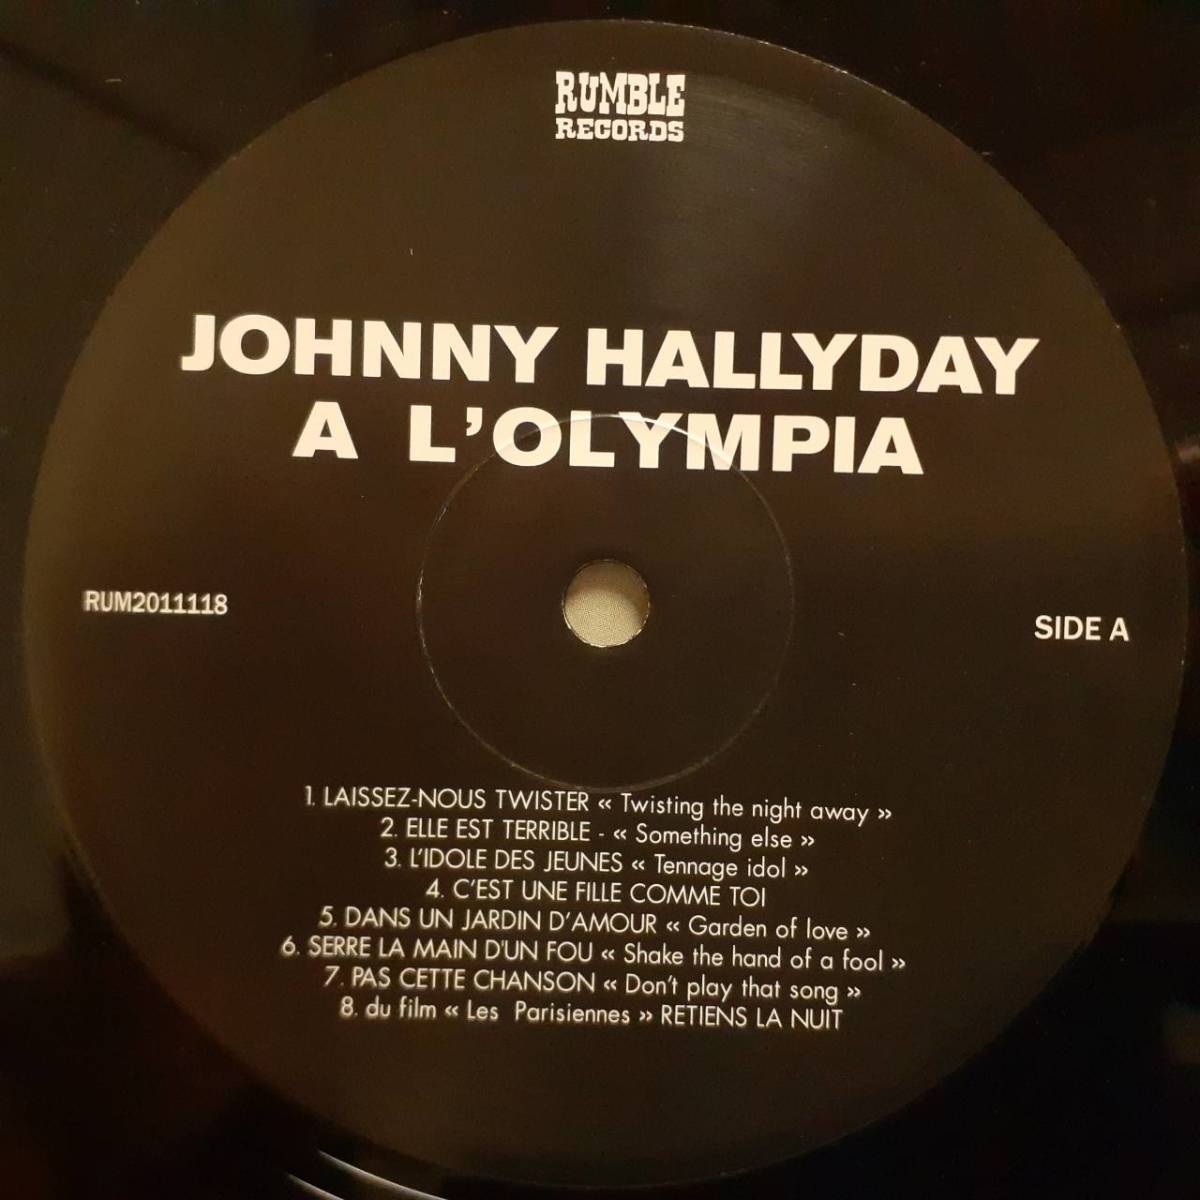 RUMBLE
RECORDS
JOHNNY HALLYDAY
A L'OLYMPIA
RUM2011118
SIDE A
1. LAISSEZ-NOUS TWISTER « Twisting the night away »
2. ELLE EST TERRIBLE - « Something else »
3. L'IDOLE DES JEUNES « Tennage idol »
4. C'EST UNE FILLE COMME TOI
5. DANS UN JARDIN D'AMOUR « Garden of love »
6. SERRE LA MAIN D'UN FOU « Shake the hand of a fool »
7. PAS CETTE CHANSON « Don't play that song »
8. du film « Les Parisiennes » RETIENS LA NUIT